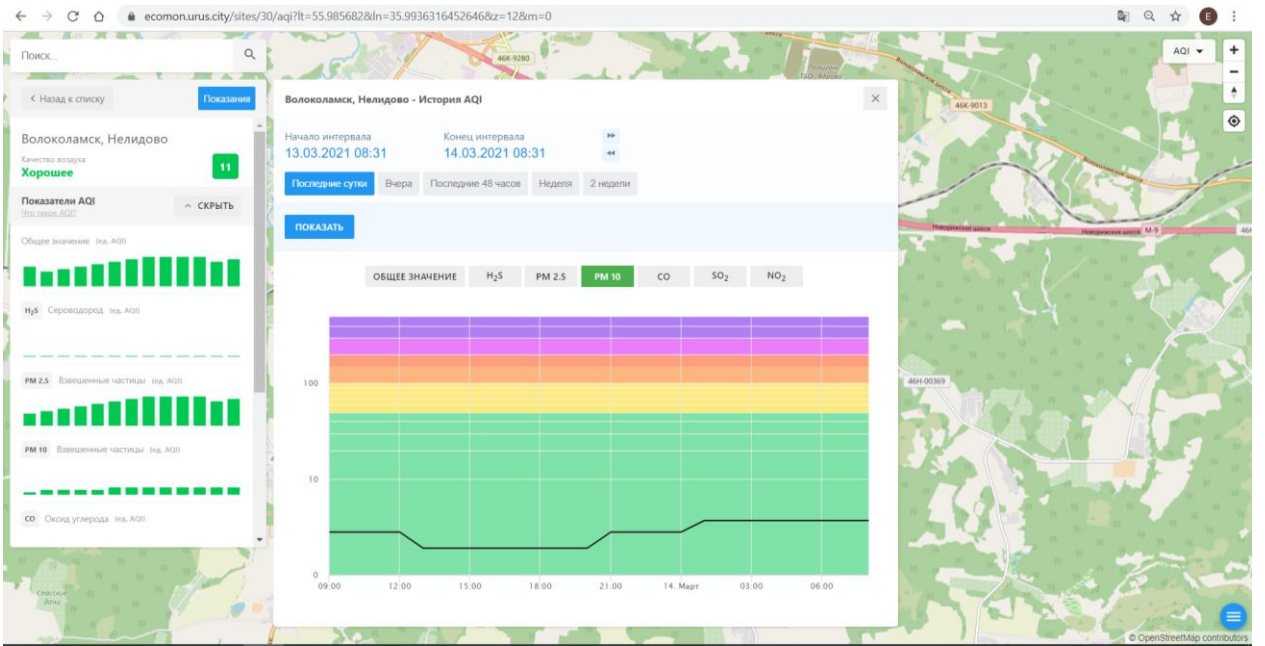 ecomon.urus.city/sites/30/aqi?lt=55.985682&ln=35.9936316452646&z=12&m=0
E
Поиск...
AQI
46К-9280
46К-9013
Назад к списку
Показания
Волоколамск, Нелидово
Качество воздуха
Хорошее
11
Показатели AQI
Что такое AQI?
СКРЫТЬ
Общее значение (ед. AQI)
H₂S Сероводород (ед. AQI)
PM 2.5 Взвешенные частицы (ед. AQI)
PM 10 Взвешенные частицы (ед. AQI)
CO Оксид углерода (ед. AQI)
Волоколамск, Нелидово - История AQI
Начало интервала
Конец интервала
13.03.2021 08:31
14.03.2021 08:31
Последние сутки
Вчера
Последние 48 часов
Неделя
2 недели
ПОКАЗАТЬ
ОБЩЕЕ ЗНАЧЕНИЕ
H₂S
PM 2.5
PM 10
CO
SO₂
NO₂
100
10
0
09:00
12:00
15:00
18:00
21:00
14. Март
03:00
06:00
Новорижское шоссе
Новорижское шоссе
М-9
46Н-00369
Спасские
© OpenStreetMap contributors